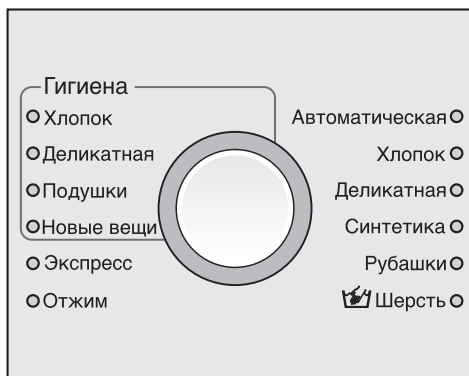 Гигиена
Хлопок
Деликатная
Подушки
Новые вещи
Экспресс
Отжим
Автоматическая
Хлопок
Деликатная
Синтетика
Рубашки
Шерсть